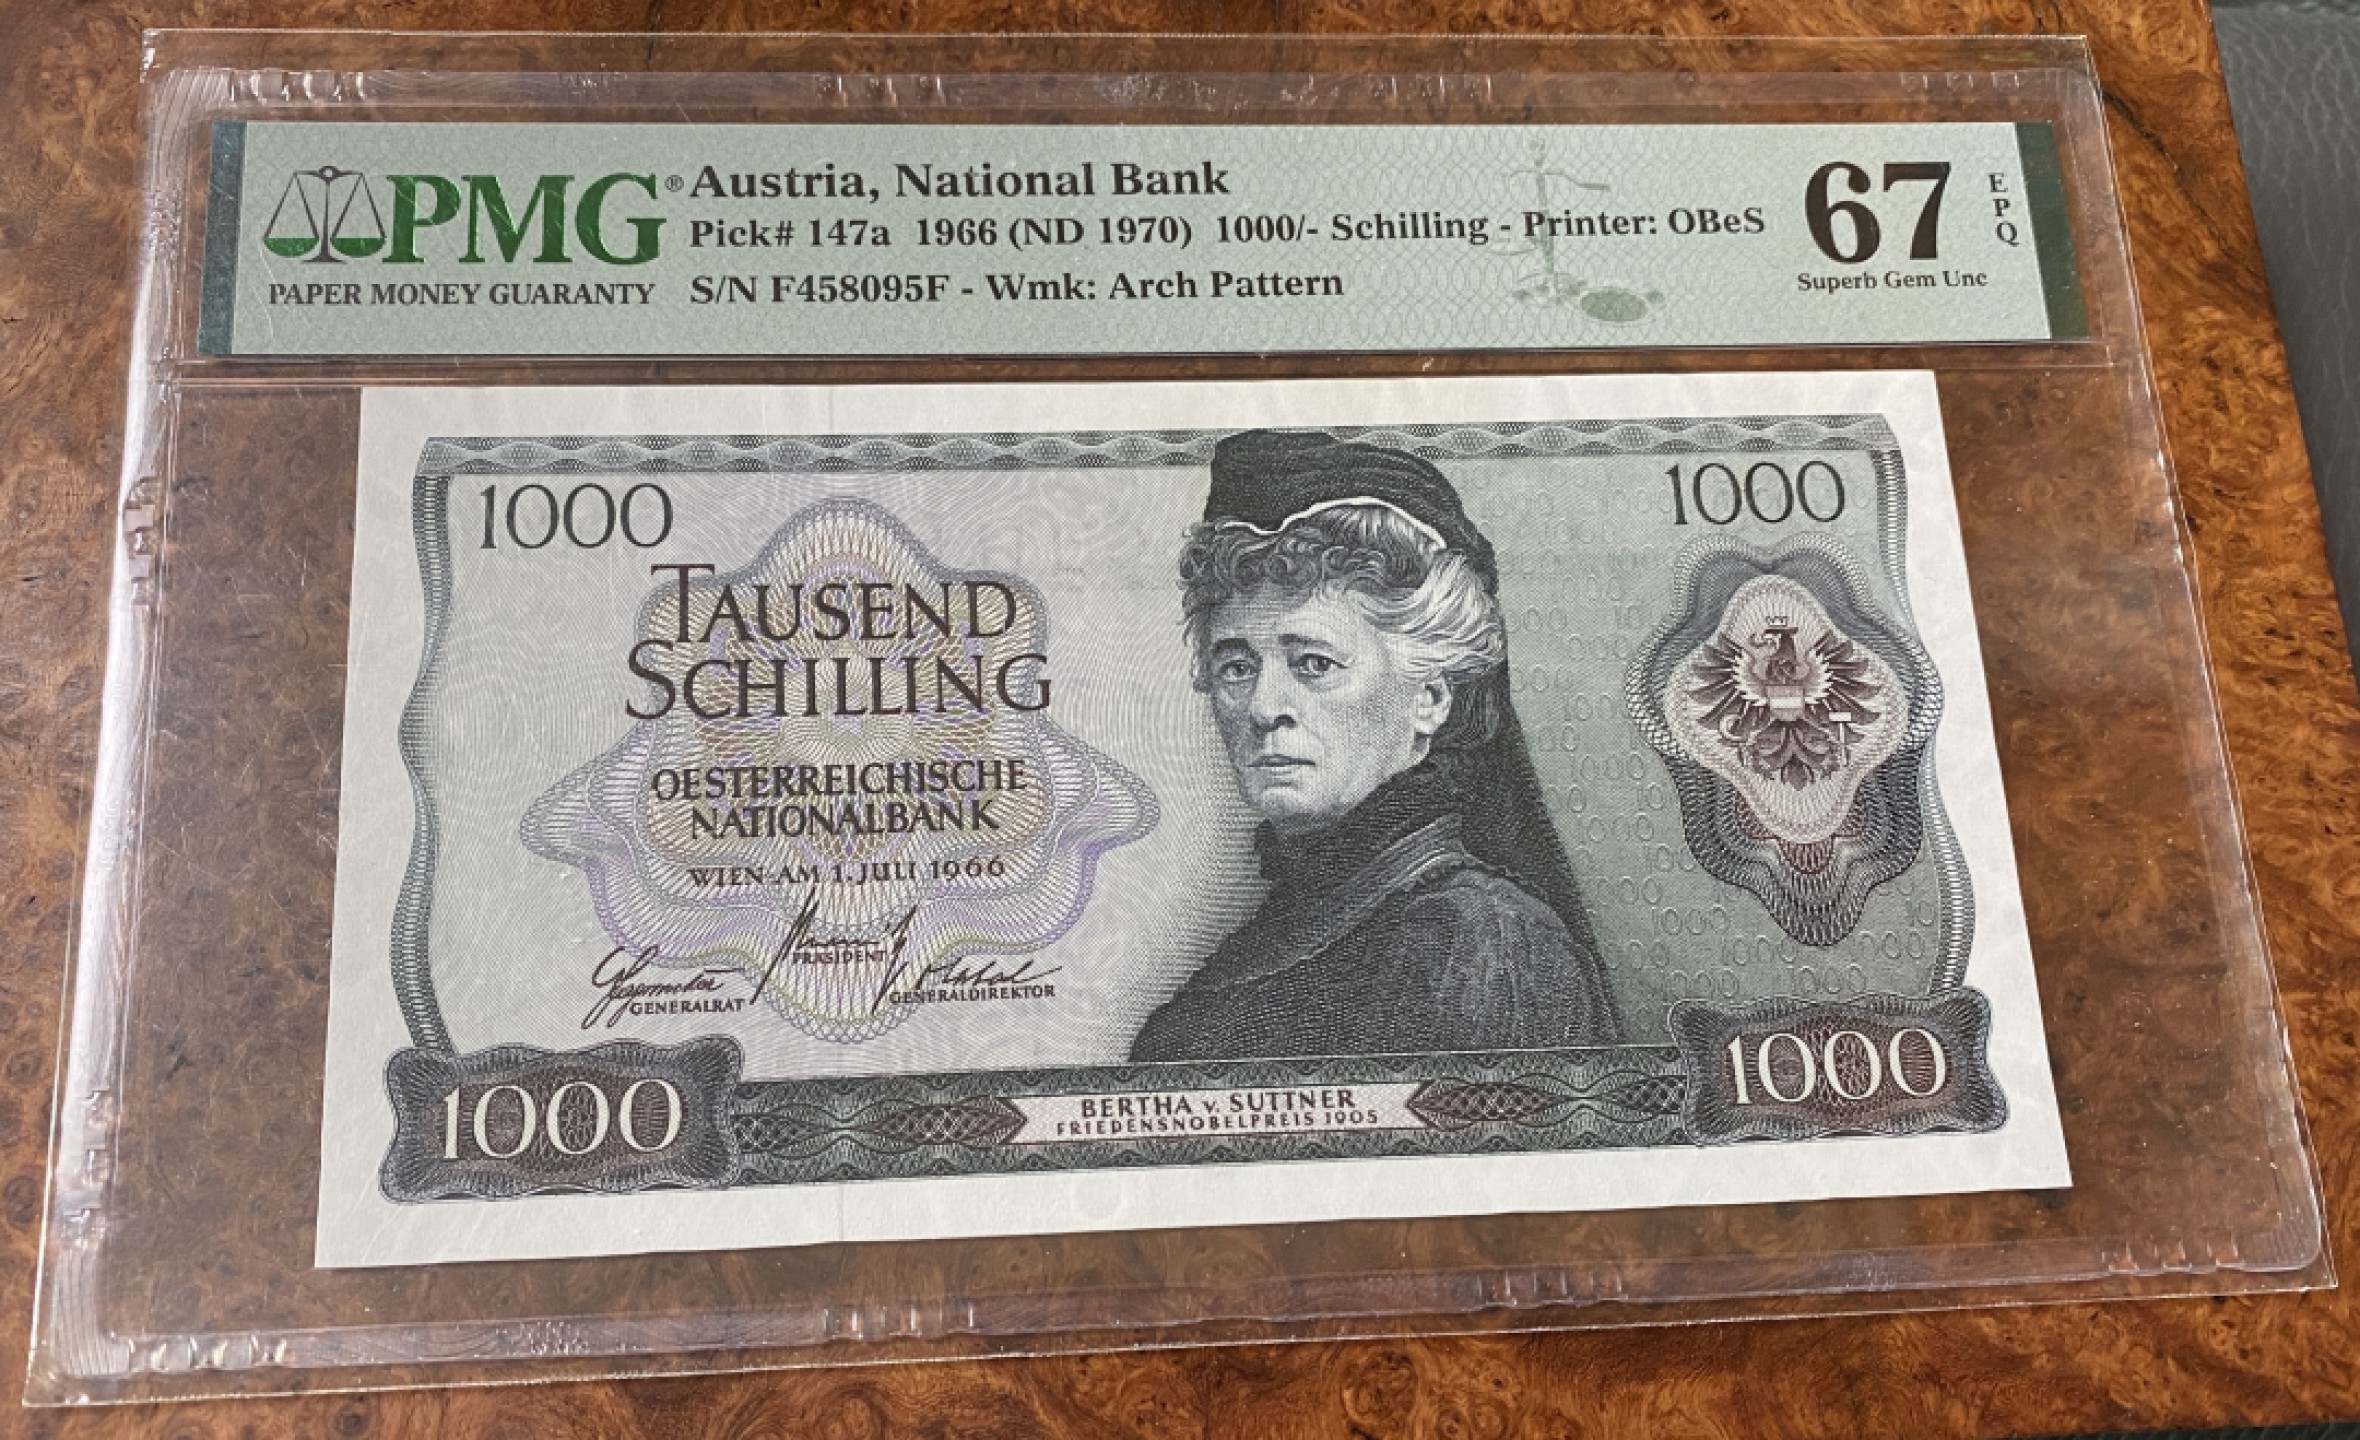 PMG®
PAPER MONEY GUARANTY
Austria, National Bank
Pick# 147a 1966 (ND 1970) 1000/- Schilling - Printer: OBeS
S/N F458095F - Wmk: Arch Pattern
67
EPQ
Superb Gem Unc
1000
1000
TAUSEND
SCHILLING
OESTERREICHISCHE
NATIONALBANK
WIEN AM 1. JULI 1966
PRÄSIDENT
GENERALRAT
GENERALDIREKTOR
1000
1000
BERTHA v. SUTTNER
FRIEDENSNOBELPREIS 1905